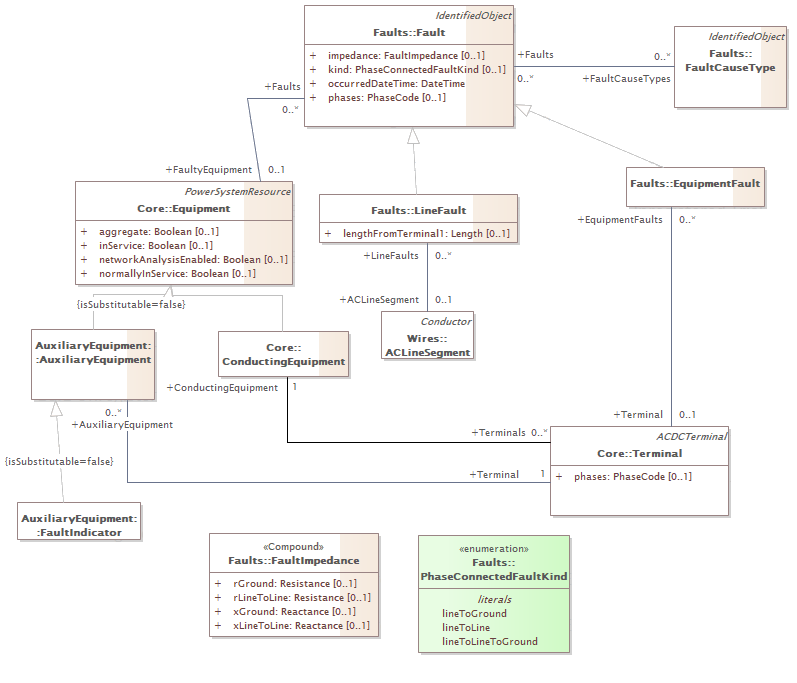 IdentifiedObject
Faults::Fault
+ impedance: FaultImpedance [0..1]
+ kind: PhaseConnectedFaultKind [0..1]
+ occurredDateTime: DateTime
+ phases: PhaseCode [0..1]
IdentifiedObject
Faults::
FaultCauseType
+Faults
0..*
0..*
+FaultCauseTypes
+Faults
0..*
+FaultyEquipment 0..1
PowerSystemResource
Core::Equipment
+ aggregate: Boolean [0..1]
+ inService: Boolean [0..1]
+ networkAnalysisEnabled: Boolean [0..1]
+ normallyInService: Boolean [0..1]
Faults::LineFault
+ lengthFromTerminal1: Length [0..1]
Faults::EquipmentFault
+EquipmentFaults 0..*
+LineFaults 0..*
+ACLineSegment 0..1
Conductor
Wires::
ACLineSegment
{isSubstitutable=false}
AuxiliaryEquipment:
:AuxiliaryEquipment
Core::
ConductingEquipment
+ConductingEquipment 1
0..*
+AuxiliaryEquipment
+Terminal 0..1
+Terminals 0..*
ACDCTerminal
Core::Terminal
+ phases: PhaseCode [0..1]
{isSubstitutable=false}
+Terminal 1
AuxiliaryEquipment:
:FaultIndicator
«Compound»
Faults::FaultImpedance
+ rGround: Resistance [0..1]
+ rLineToLine: Resistance [0..1]
+ xGround: Reactance [0..1]
+ xLineToLine: Reactance [0..1]
«enumeration»
Faults::
PhaseConnectedFaultKind
literals
lineToGround
lineToLine
lineToLineToGround